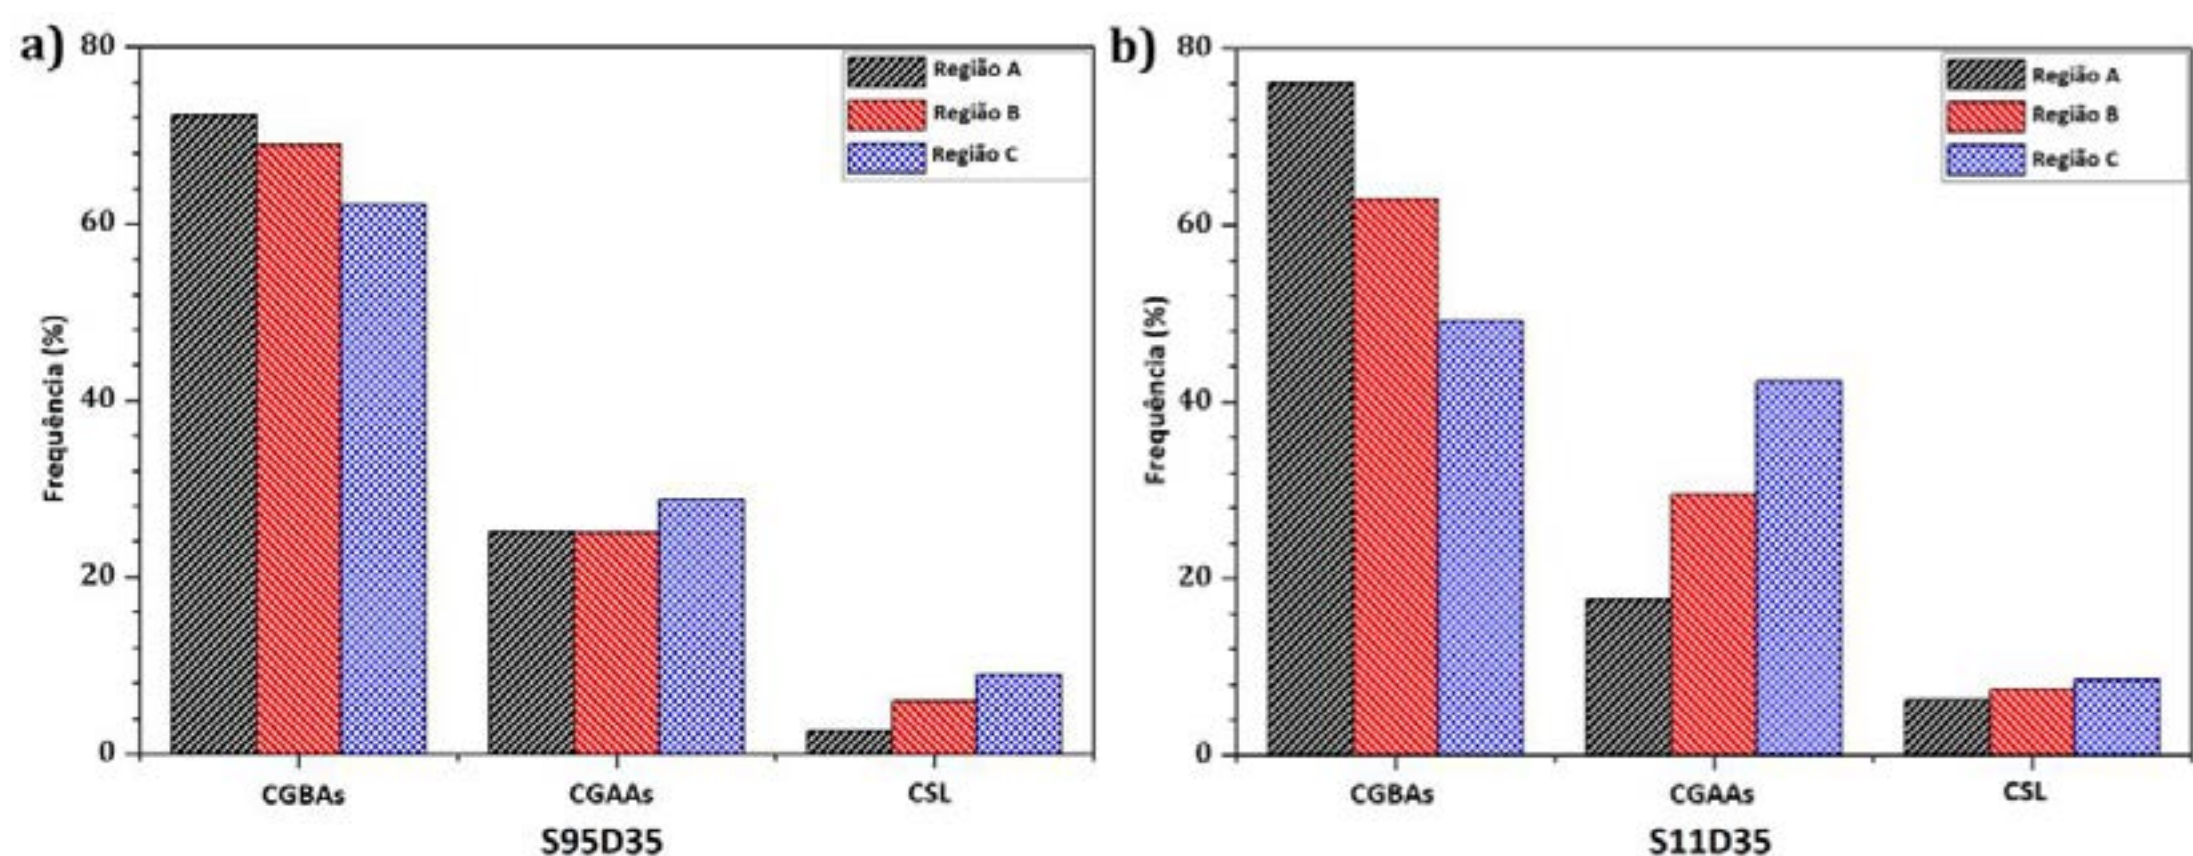 a)
80
60
40
20
0
Frequência (%)
Região A
Região B
Região C
CGBAs
CGAAs
CSL
S95D35
b)
80
60
40
20
0
Frequência (%)
Região A
Região B
Região C
CGBAs
CGAAs
CSL
S11D35